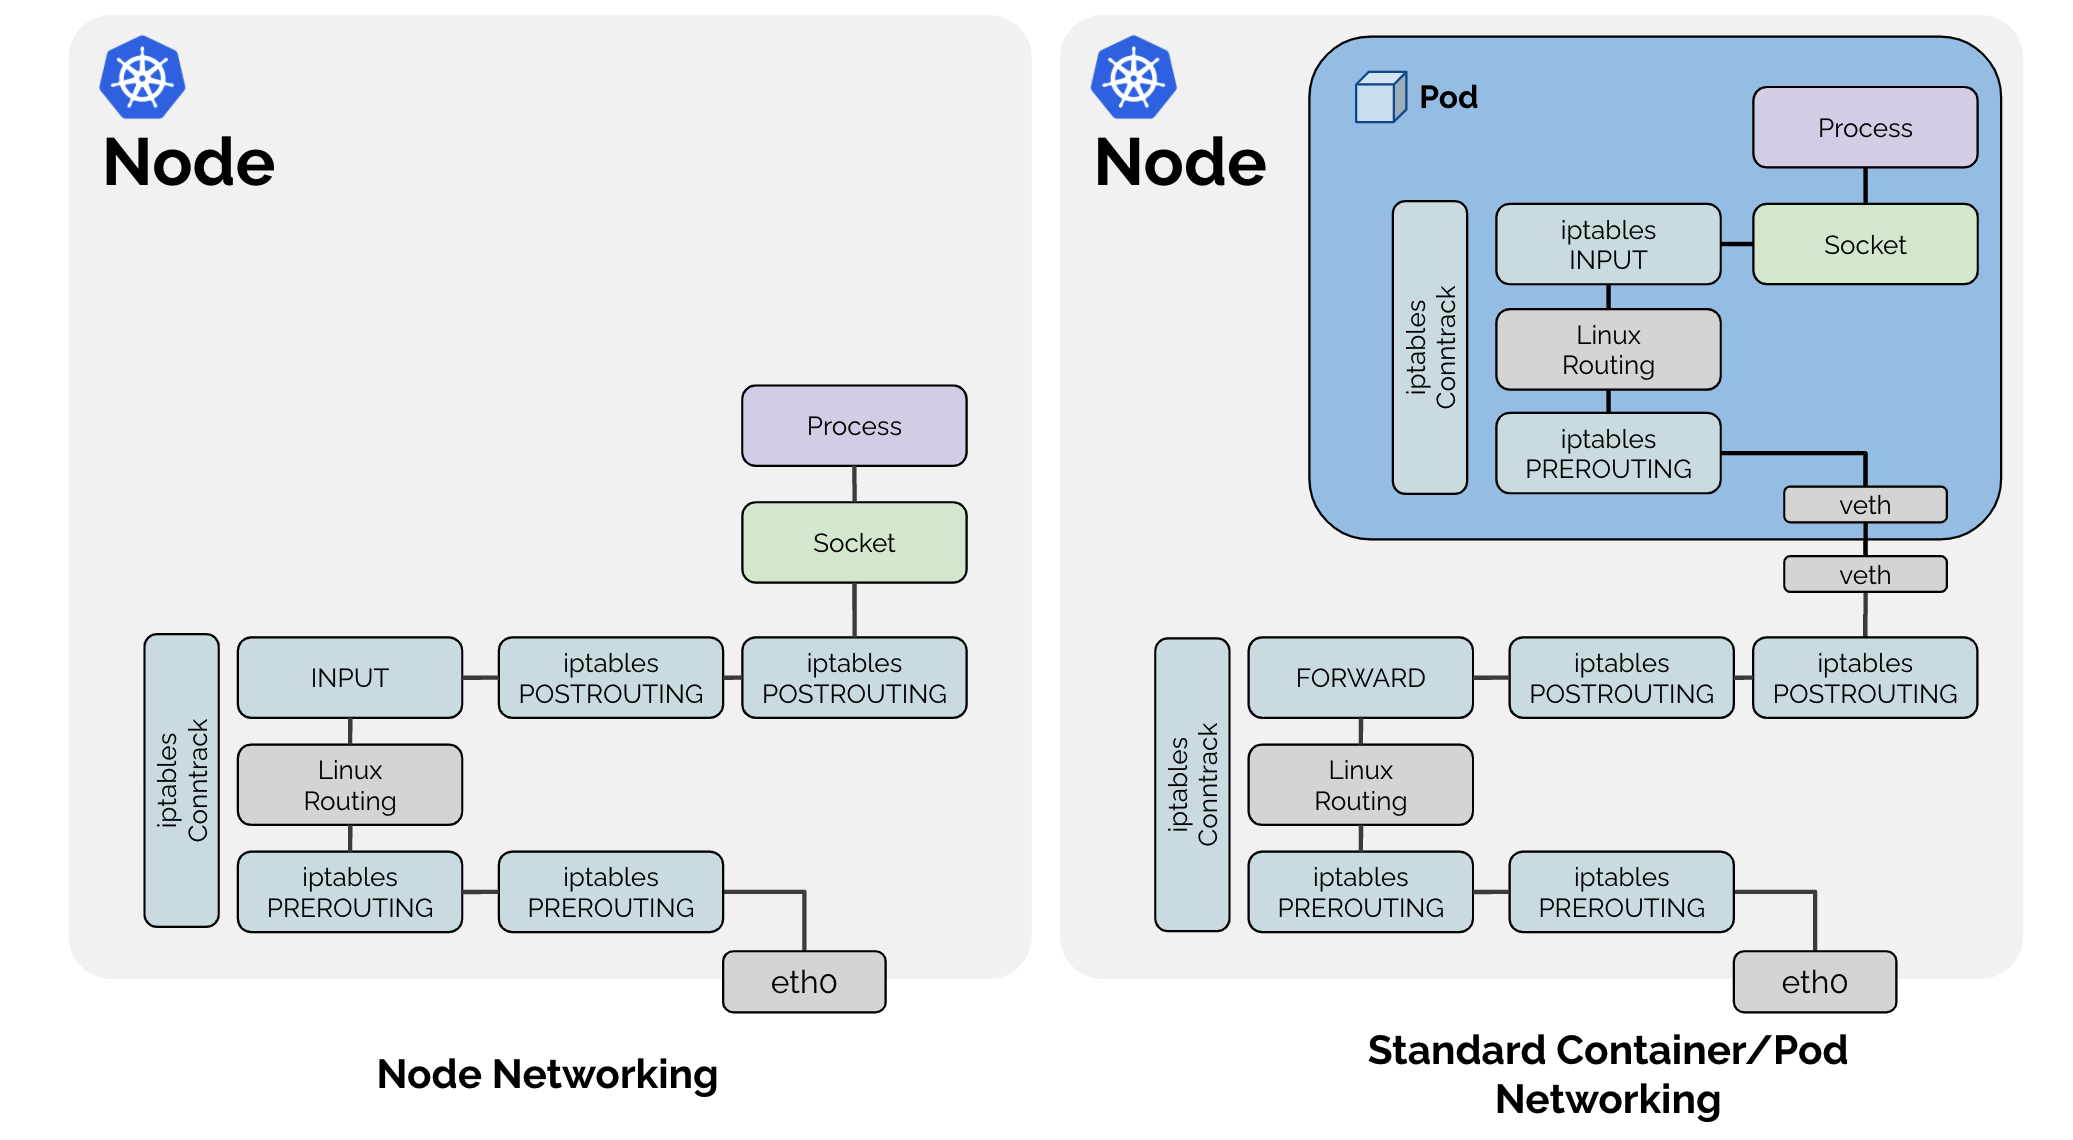 Node
Process
Socket
INPUT
iptables
POSTROUTING
iptables
POSTROUTING
iptables
Conntrack
Linux
Routing
iptables
PREROUTING
iptables
PREROUTING
eth0
Node Networking
Node
Pod
Process
iptables
INPUT
Socket
iptables
Conntrack
Linux
Routing
iptables
PREROUTING
veth
veth
FORWARD
iptables
POSTROUTING
iptables
POSTROUTING
iptables
Conntrack
Linux
Routing
iptables
PREROUTING
iptables
PREROUTING
eth0
Standard Container/Pod
Networking